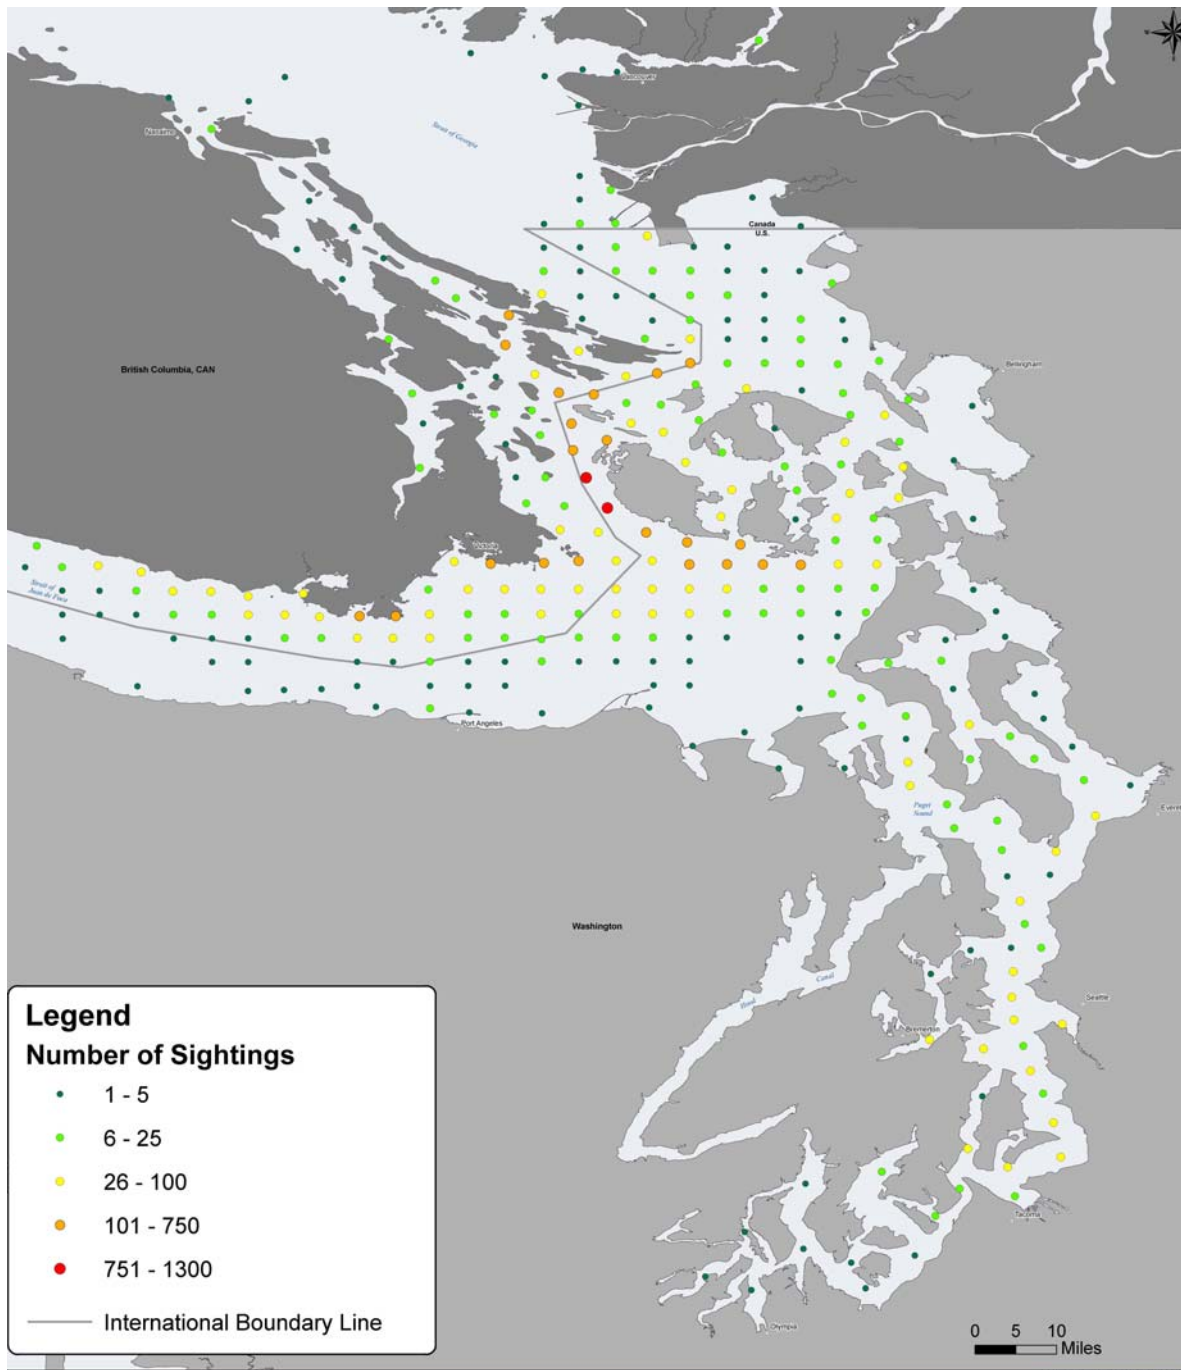 Vancouver
Nanaimo
Strait of Georgia
Canada
U.S.
British Columbia, CAN
Bellingham
Victoria
Strait of
Juan de Fuca
Port Angeles
Puget
Sound
Everett
Washington
Hood
Canal
Seattle
Bremerton
Tacoma
Olympia
Legend
Number of Sightings
1 - 5
6 - 25
26 - 100
101 - 750
751 - 1300
International Boundary Line
0 5 10
Miles